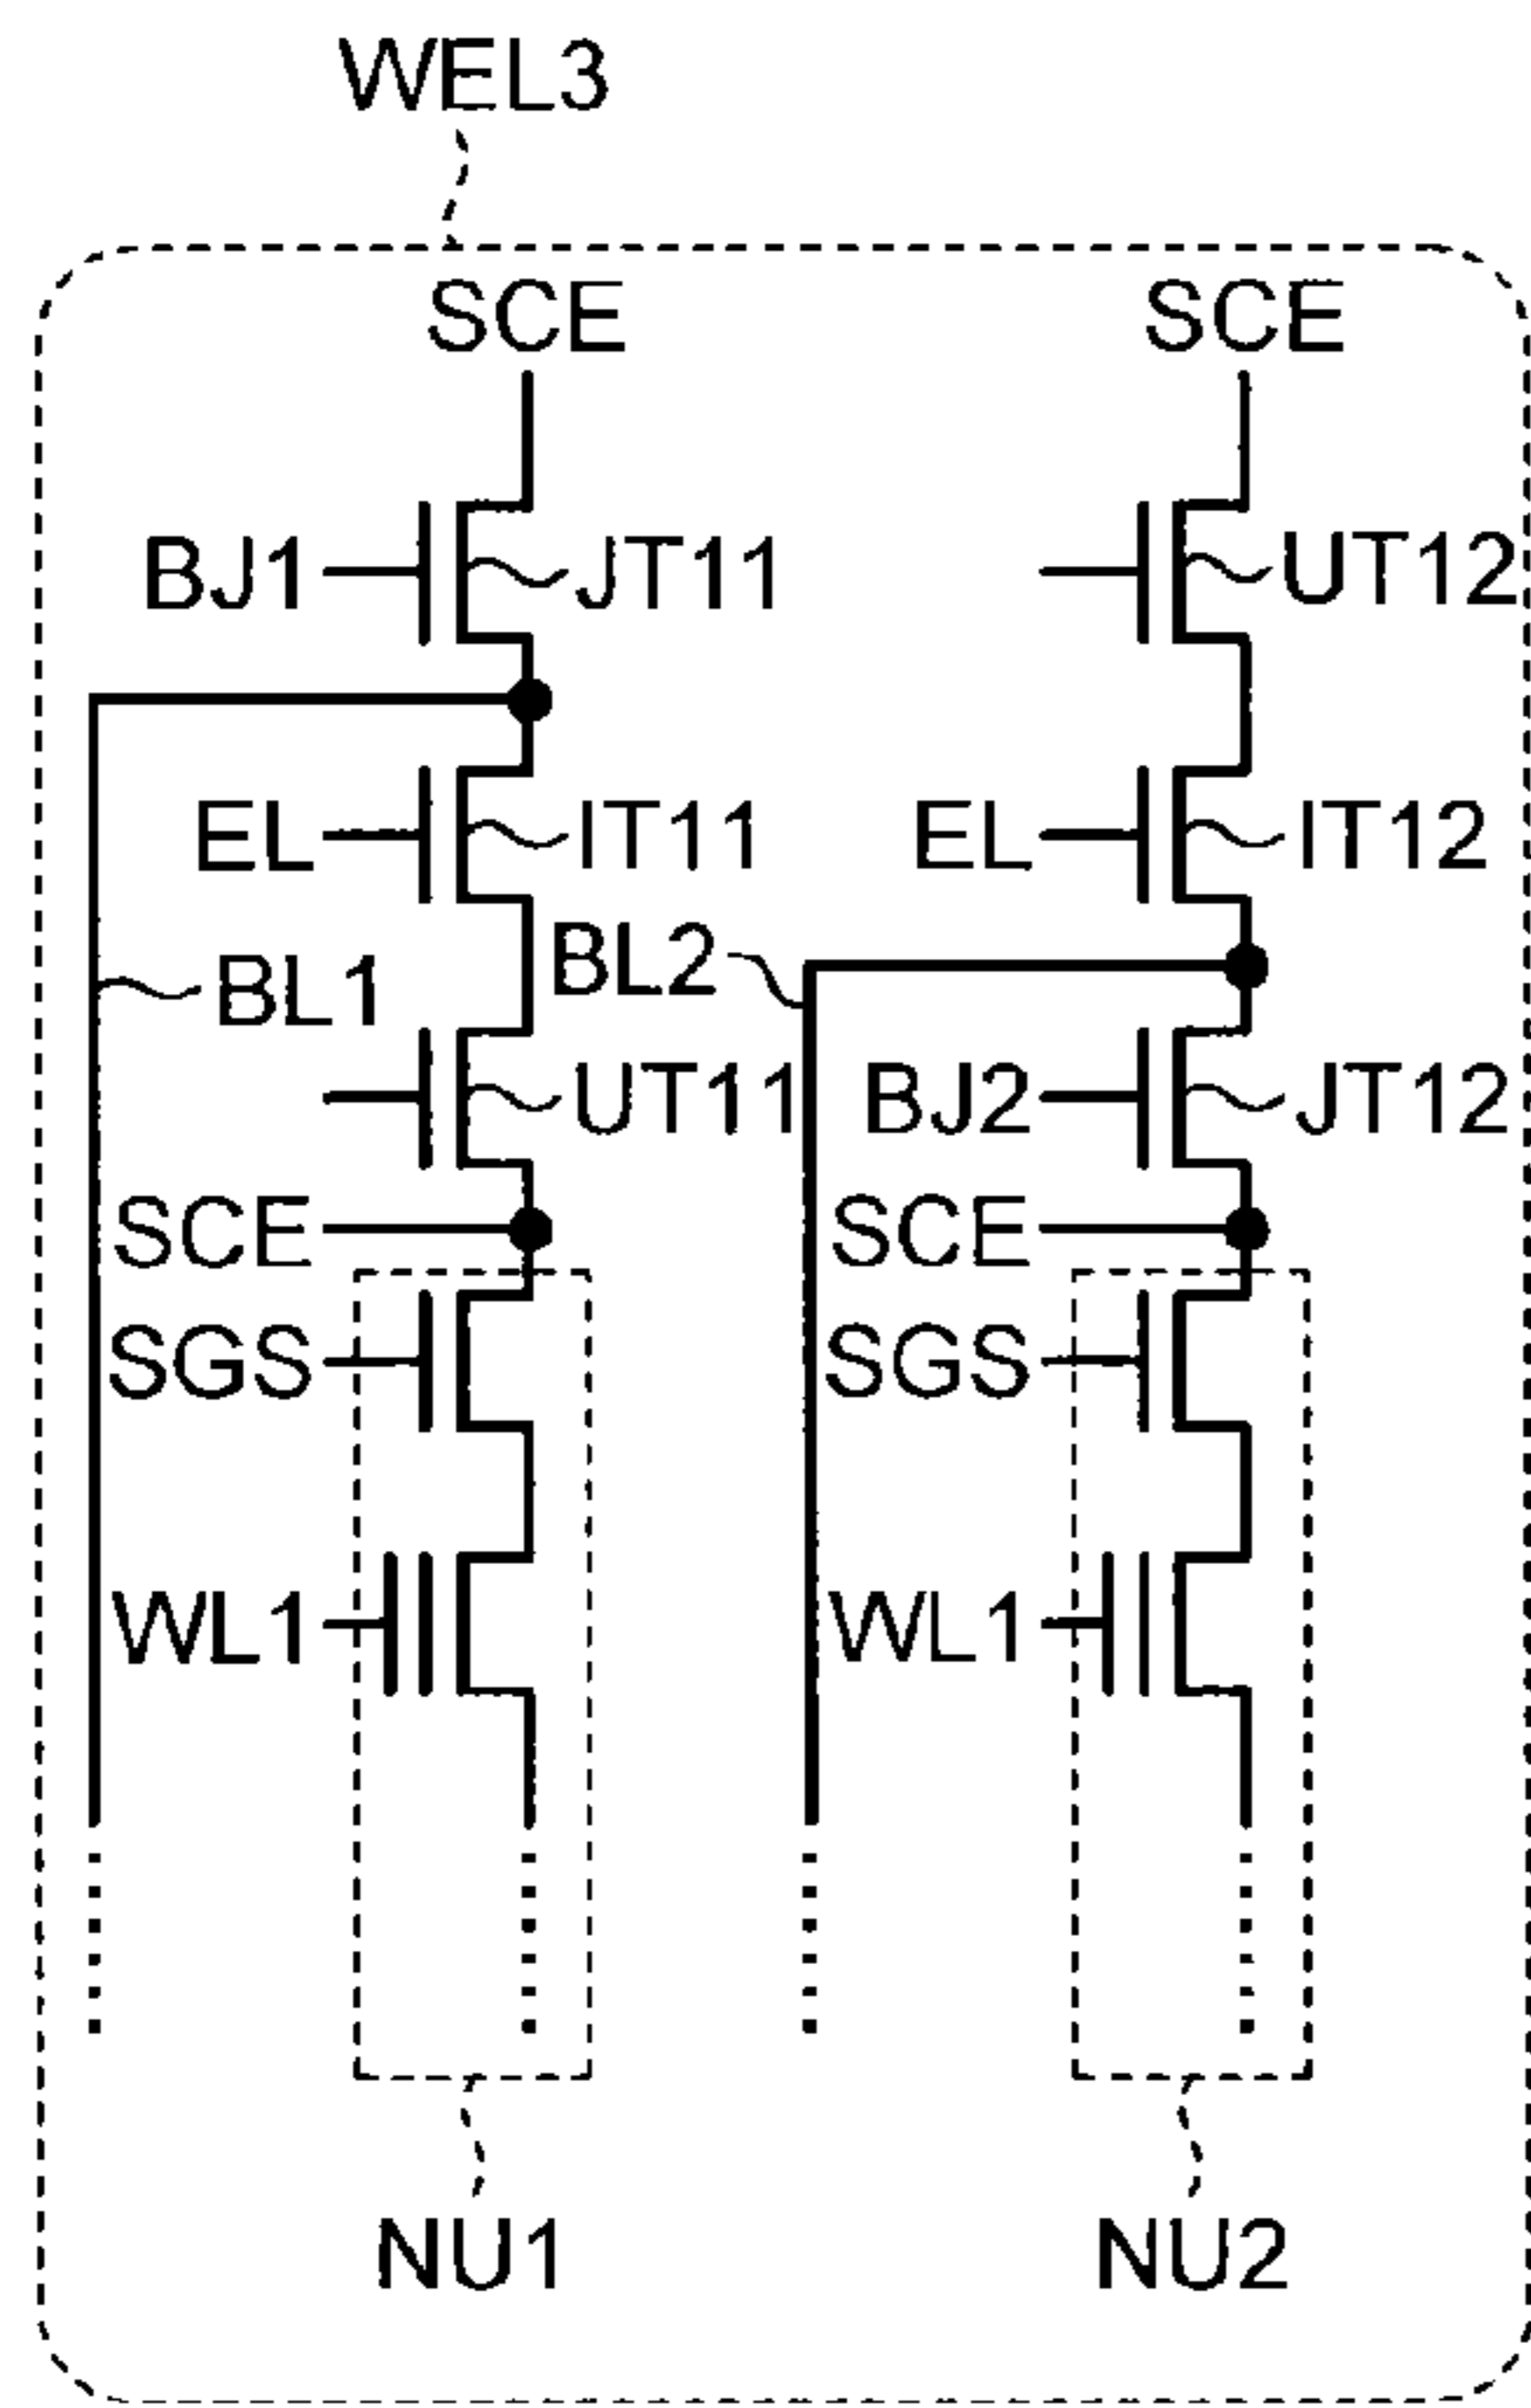 WEL3
SCE SCE
BJ1 JT11 UT12
EL IT11 EL IT12
BL1 BL2
UT11 BJ2 JT12
SCE SCE
SGS SGS
WL1 WL1
NU1 NU2